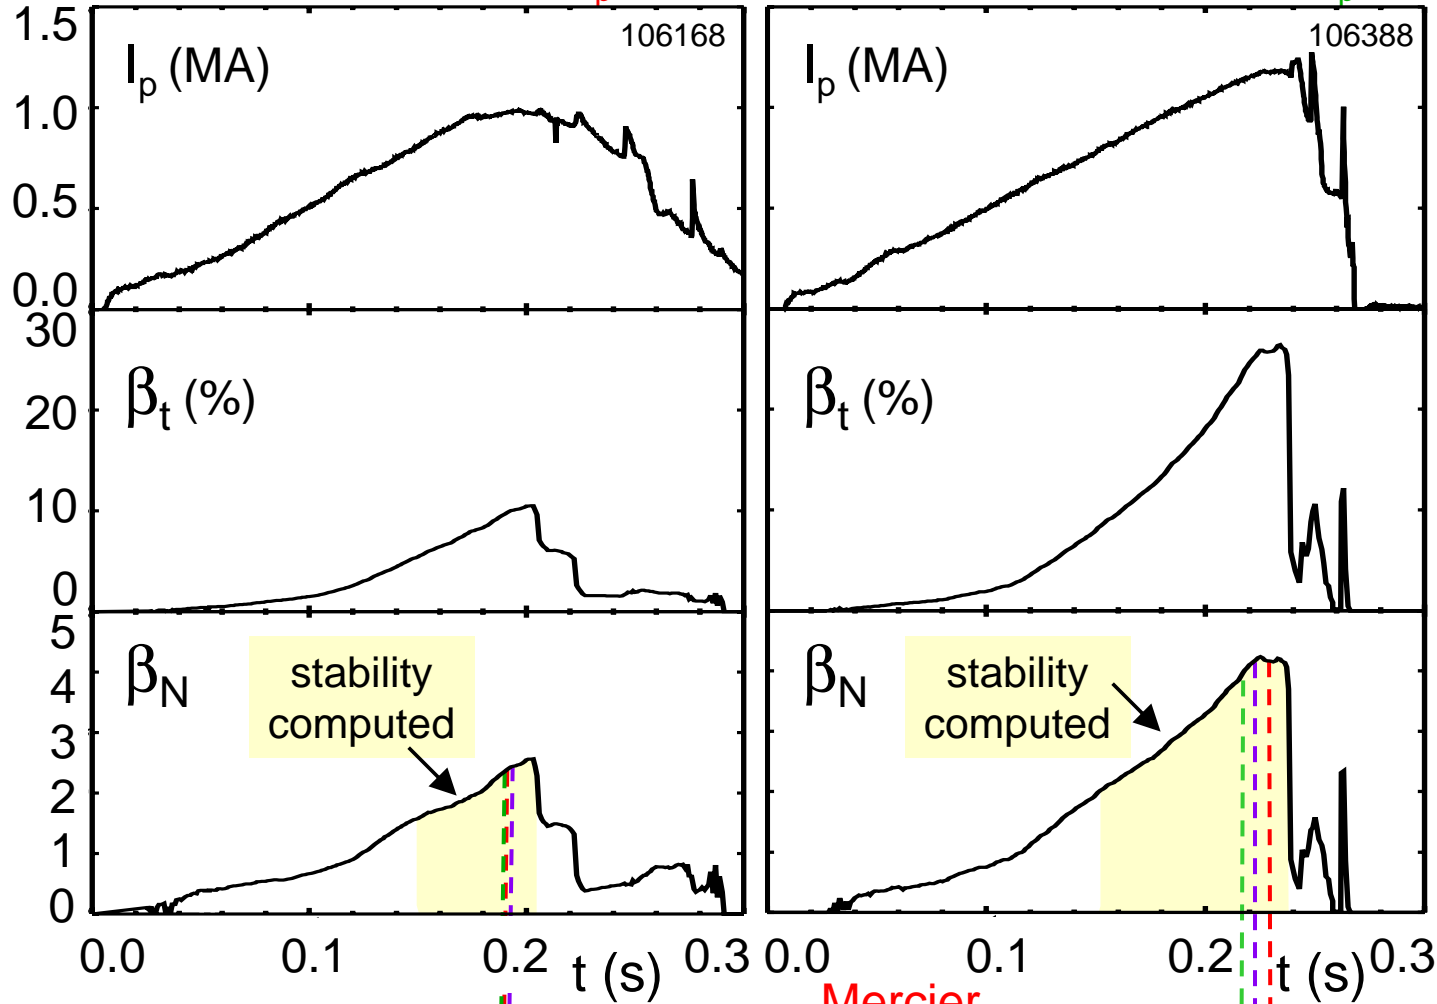 p
p
1.5
Ip (MA)
106168
1.0
0.5
0.0
Ip (MA)
106388
30
βt (%)
20
10
0
βt (%)
5
βN
stability
computed
4
3
2
1
0
βN
stability
computed
0.0 0.1 0.2 t (s) 0.3
0.0 0.1 0.2 t (s) 0.3
Mercier